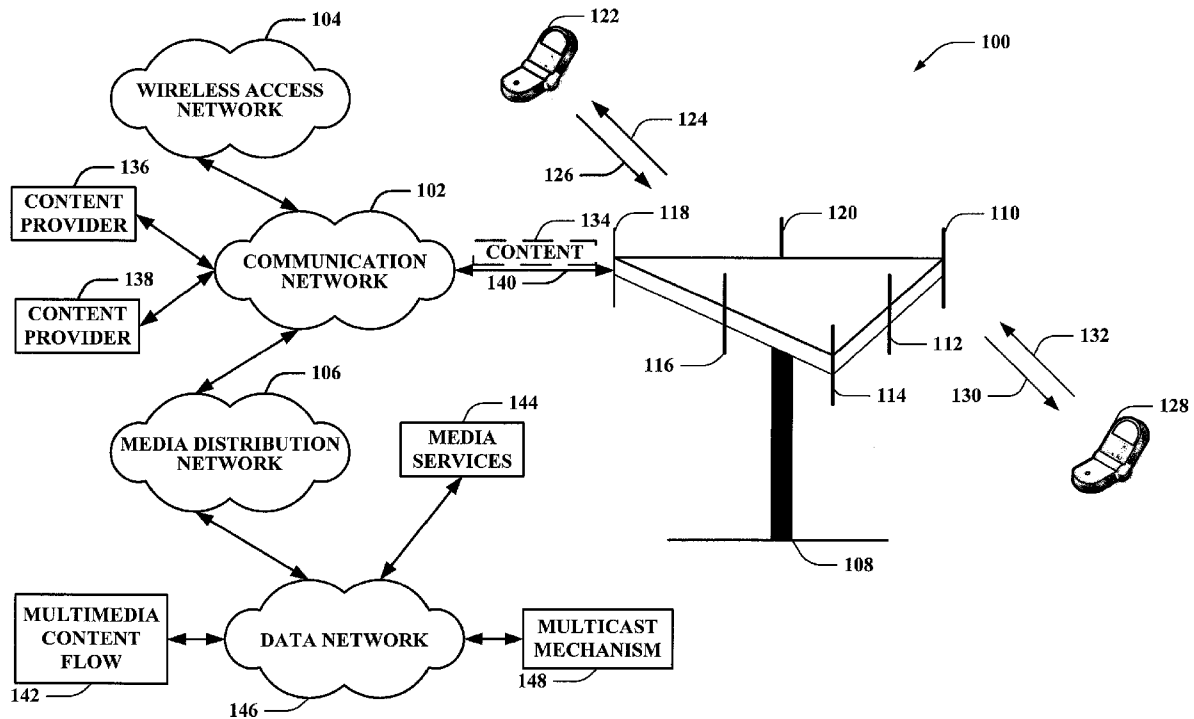 104
122
100
WIRELESS ACCESS
NETWORK
124
126
136
CONTENT
PROVIDER
102
134
118
120
110
CONTENT
COMMUNICATION
NETWORK
140
138
CONTENT
PROVIDER
116
112
114
132
130
106
144
128
MEDIA DISTRIBUTION
NETWORK
MEDIA
SERVICES
108
MULTIMEDIA
CONTENT
FLOW
DATA NETWORK
MULTICAST
MECHANISM
142
146
148